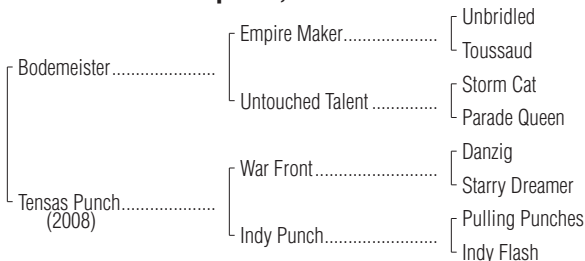 Unbridled
Empire Maker....................
Toussaud
Bodemeister......................
Storm Cat
Untouched Talent..............
Parade Queen
Danzig
War Front..........................
Starry Dreamer
Tensas Punch....................
(2008)
Pulling Punches
Indy Punch........................
Indy Flash